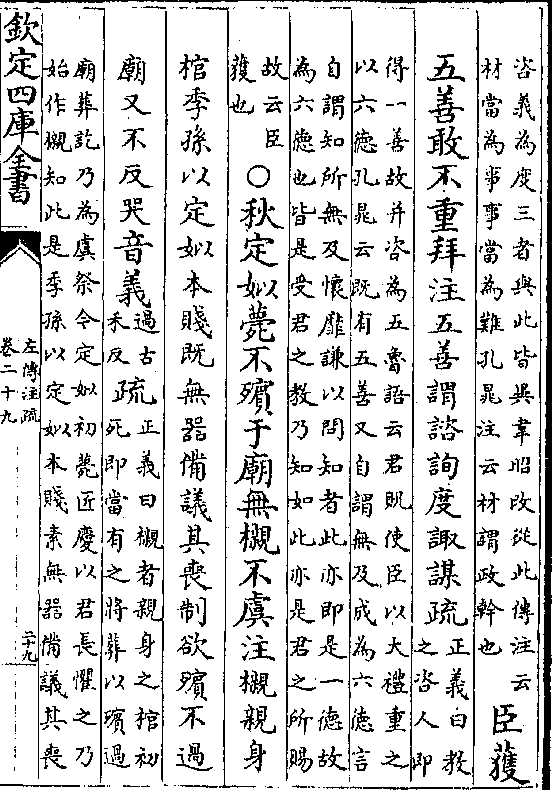 咨義為度三者與此皆異韋昭改從此傳注云
材當為事事當為難孔晁注云材謂政幹也
臣獲
五善敢不重拜注五善謂諮詢度諏謀疏
正義曰教
之咨人即
得一善故并咨為五魯語云君貺使臣以大禮重之
以六德孔晁云既有五善又自謂無及成為六德言
自謂知所無及懷靡謙以問知者此亦即是一德故
為六德也皆是受君之教乃知如此亦是君之所賜
故云臣
獲也
○秋定姒薨不殯于廟無櫬不虞注櫬親身
棺季孫以定姒本賤既無器備議其喪制欲殯不過
廟又不反哭音義
過古
禾反
疏
正義曰櫬者親身之棺初
死即當有之將葬以殯過
廟葬訖乃為虞祭今定姒初薨匠慶以君長懼之乃
始作櫬知此是季孫以定姒本賤素無器備議其喪
欽定四庫全書
左傳注疏
卷二十九
二十九